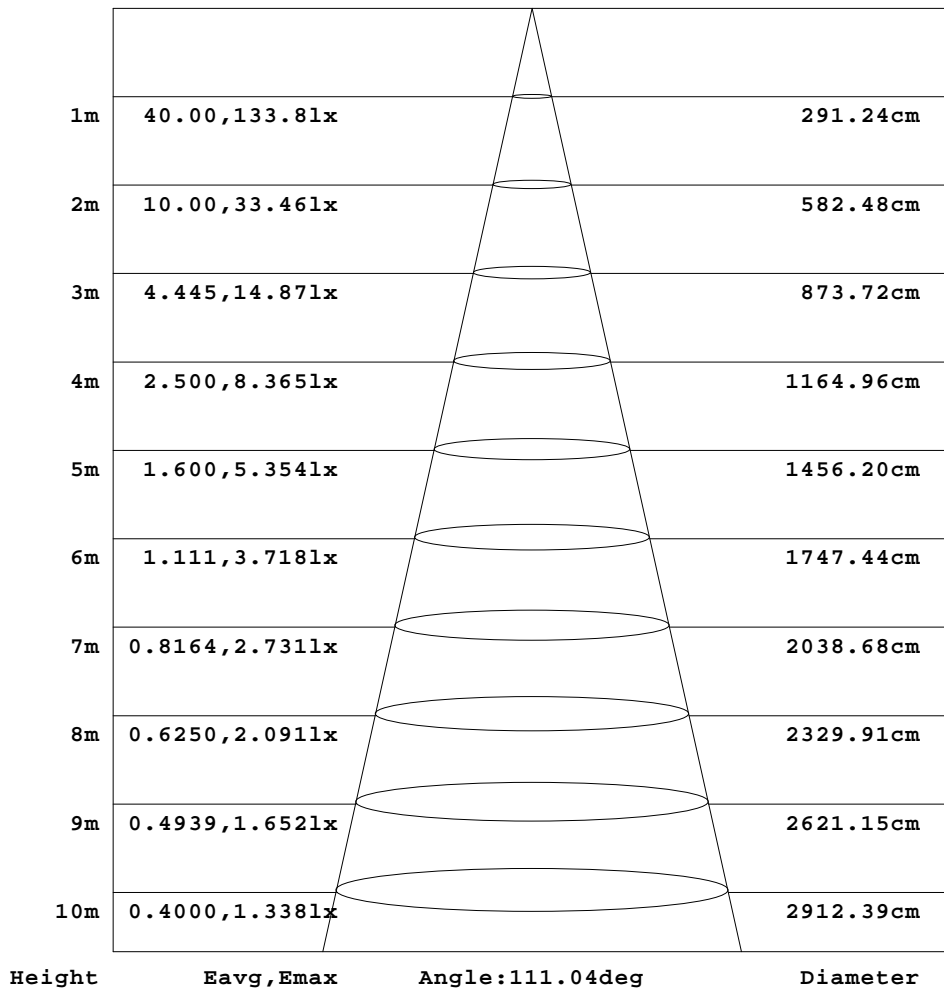 1m 40.00,133.8lx 291.24cm
2m 10.00,33.46lx 582.48cm
3m 4.445,14.87lx 873.72cm
4m 2.500,8.365lx 1164.96cm
5m 1.600,5.354lx 1456.20cm
6m 1.111,3.718lx 1747.44cm
7m 0.8164,2.731lx 2038.68cm
8m 0.6250,2.091lx 2329.91cm
9m 0.4939,1.652lx 2621.15cm
10m 0.4000,1.338lx 2912.39cm
Height Eavg,Emax Angle:111.04deg Diameter